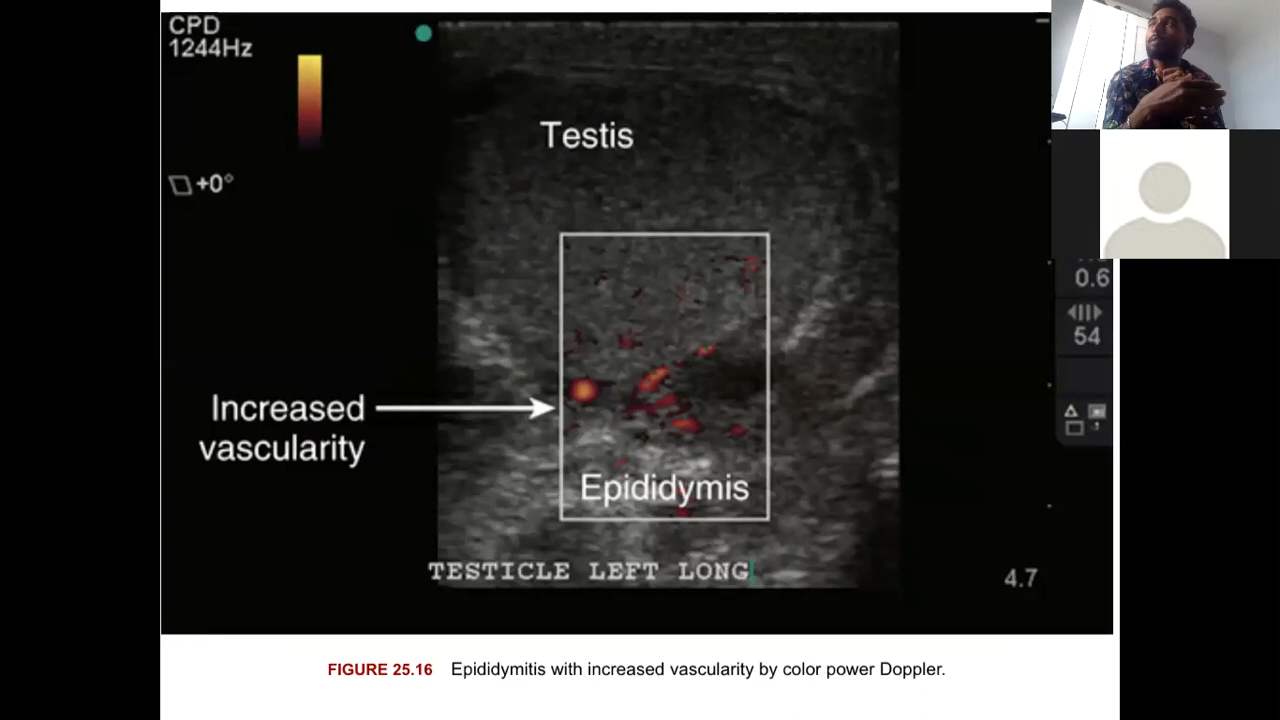 CPD
1244Hz
+0°
Testis
Increased
vascularity
Epididymis
TESTICLE LEFT LONG
0.6
54
4.7
FIGURE 25.16 Epididymitis with increased vascularity by color power Doppler.